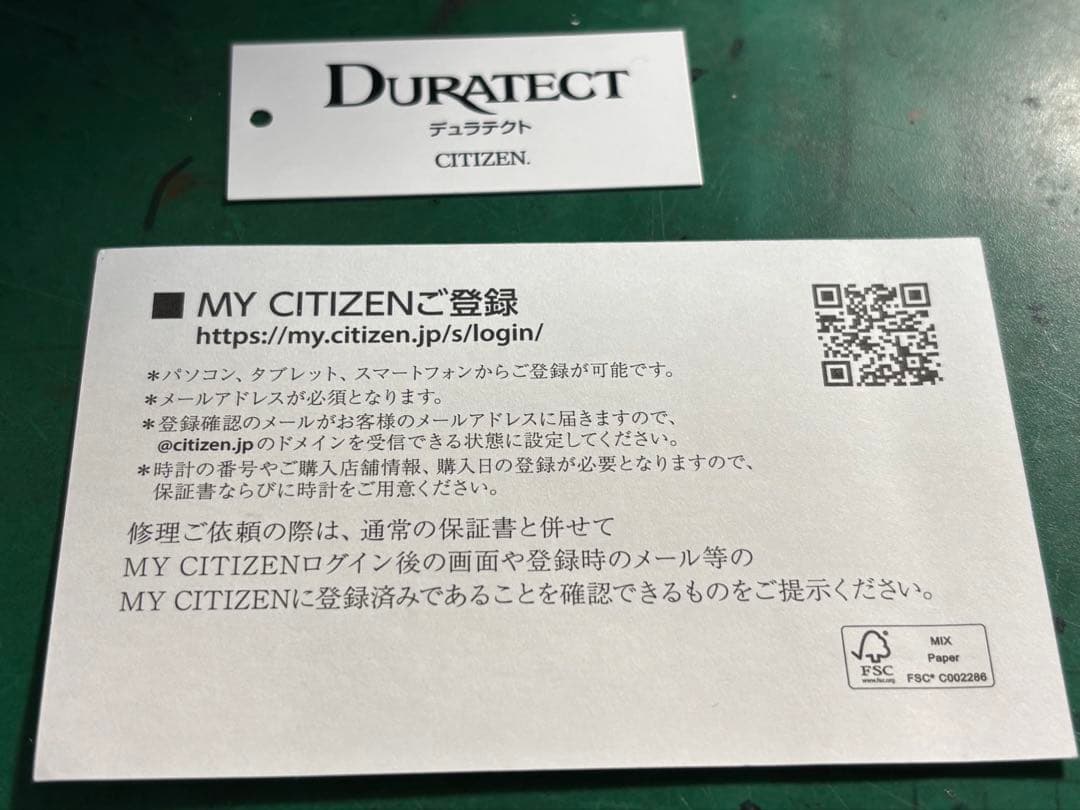 DURATECT
デュラテクト
CITIZEN.
■ MY CITIZENご登録
https://my.citizen.jp/s/login/
*パソコン、タブレット、スマートフォンからご登録が可能です。
*メールアドレスが必須となります。
*登録確認のメールがお客様のメールアドレスに届きますので、
@citizen.jpのドメインを受信できる状態に設定してください。
*時計の番号やご購入店舗情報、購入日の登録が必要となりますので、
保証書ならびに時計をご用意ください。
修理ご依頼の際は、通常の保証書と併せて
MY CITIZENログイン後の画面や登録時のメール等の
MY CITIZENに登録済みであることを確認できるものをご提示ください。
MIX
Paper
FSC
www.fsc.org
FSC® C002286